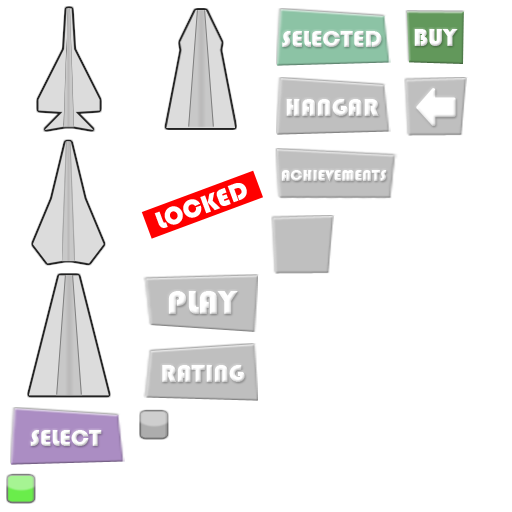 SELECTED
BUY
HANGAR
ACHIEVEMENTS
LOCKED
PLAY
RATING
SELECT